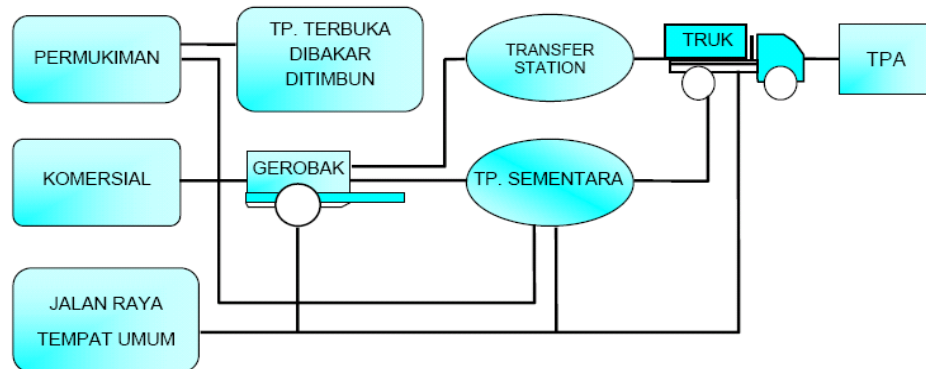 PERMUKIMAN
TP. TERBUKA
DIBAKAR
DITIMBUN
TRANSFER
STATION
TRUK
TPA
KOMERSIAL
GEROBAK
TP. SEMENTARA
JALAN RAYA
TEMPAT UMUM